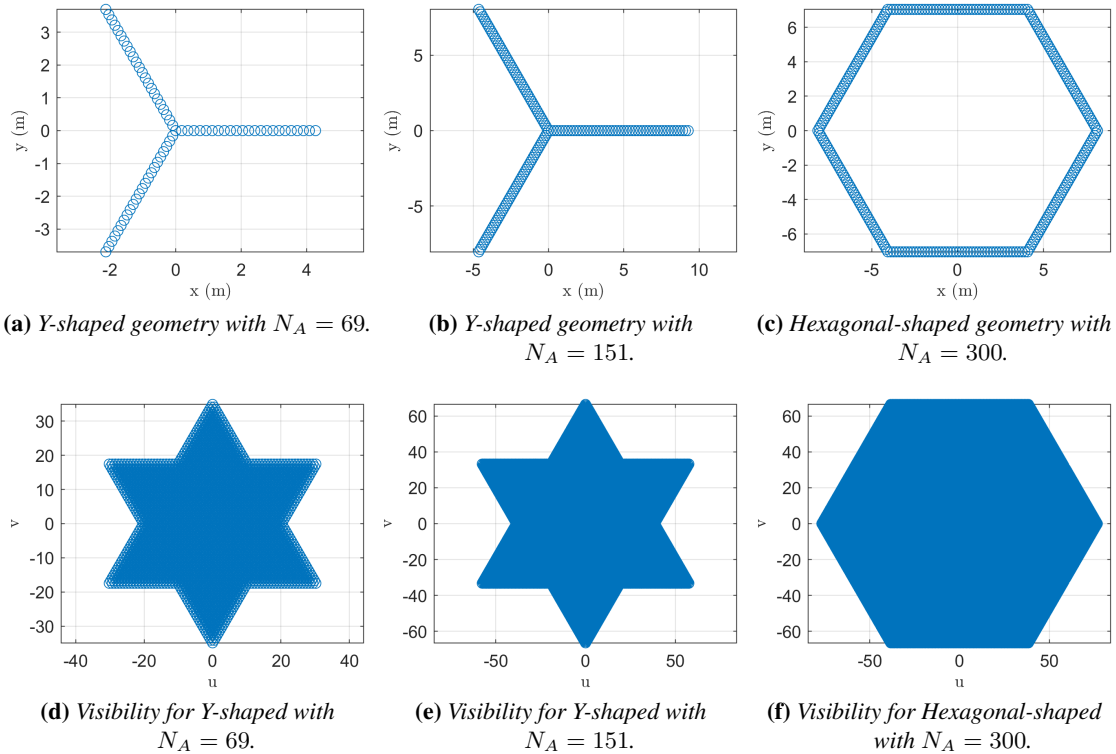 3
2
1
0
-1
-2
-3
y (m)
-2 0 2 4
x (m)
(a) Y-shaped geometry with N_A = 69.
5
0
-5
y (m)
-5 0 5 10
x (m)
(b) Y-shaped geometry with
N_A = 151.
6
4
2
0
-2
-4
-6
y (m)
-5 0 5
x (m)
(c) Hexagonal-shaped geometry with
N_A = 300.
30
20
10
0
-10
-20
-30
v
-40 -20 0 20 40
u
(d) Visibility for Y-shaped with
N_A = 69.
60
40
20
0
-20
-40
-60
v
-50 0 50
u
(e) Visibility for Y-shaped with
N_A = 151.
60
40
20
0
-20
-40
-60
v
-50 0 50
u
(f) Visibility for Hexagonal-shaped
with N_A = 300.